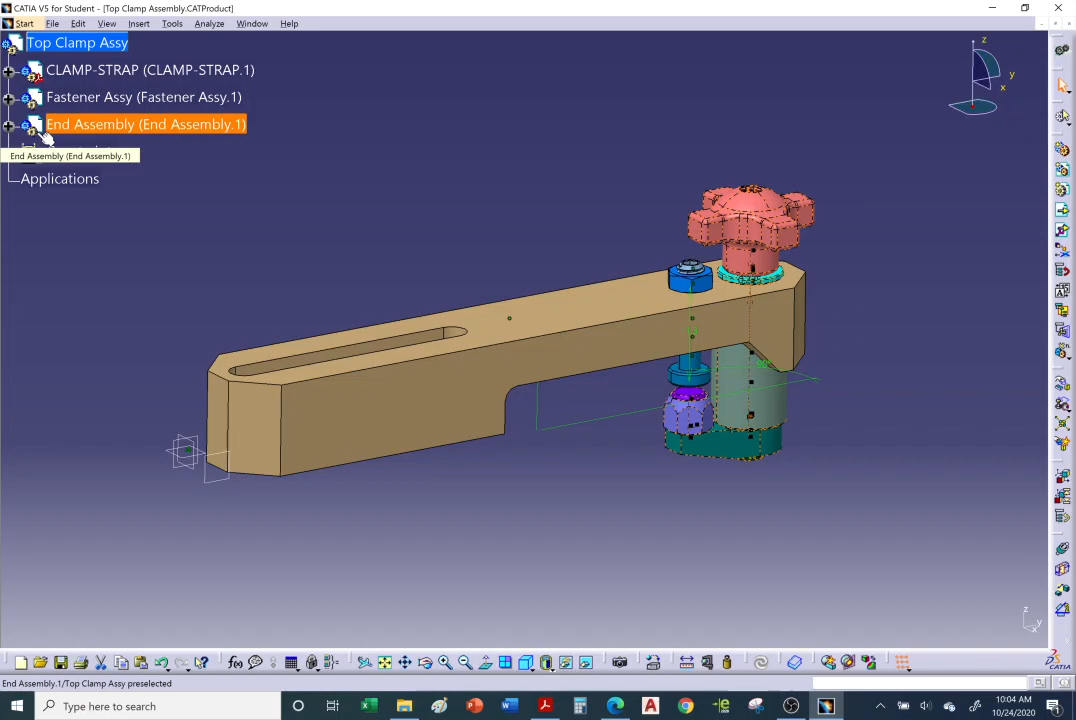 CATIA V5 for Student - [Top Clamp Assembly.CATProduct]
Start File Edit View Insert Tools Analyze Window Help
Top Clamp Assy
CLAMP-STRAP (CLAMP-STRAP.1)
Fastener Assy (Fastener Assy.1)
End Assembly (End Assembly.1)
End Assembly (End Assembly.1)
Applications
z
y
x
z
y
x
f(x)
CATIA
End Assembly.1/Top Clamp Assy preselected
Type here to search
10:04 AM
10/24/2020